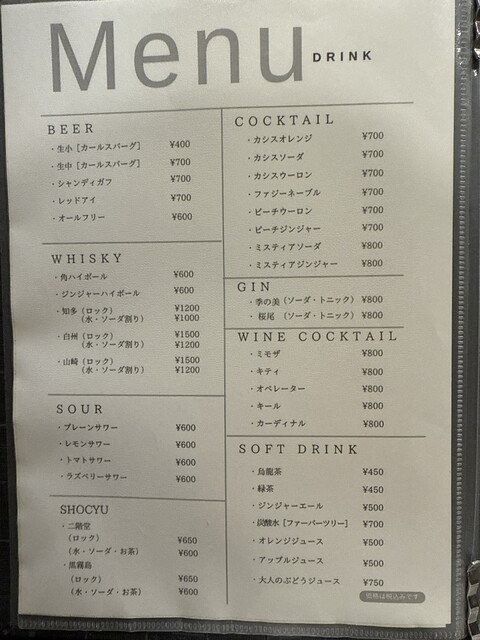 Menu DRINK
BEER
・生小［カールスバーグ］ ¥400
・生中［カールスバーグ］ ¥700
・シャンディガフ ¥700
・レッドアイ ¥700
・オールフリー ¥600
WHISKY
・角ハイボール ¥600
・ジンジャーハイボール ¥600
・知多（ロック） ¥1200
（水・ソーダ割り） ¥1000
・白州（ロック） ¥1500
（水・ソーダ割り） ¥1200
・山崎（ロック） ¥1500
（水・ソーダ割り） ¥1200
SOUR
・プレーンサワー ¥600
・レモンサワー ¥600
・トマトサワー ¥600
・ラズベリーサワー ¥600
SHOCYU
・二階堂
（ロック） ¥650
（水・ソーダ・お茶） ¥600
・黒霧島
（ロック） ¥650
（水・ソーダ・お茶） ¥600
COCKTAIL
・カシスオレンジ ¥700
・カシスソーダ ¥700
・カシスウーロン ¥700
・ファジーネーブル ¥700
・ピーチウーロン ¥700
・ピーチジンジャー ¥700
・ミスティアソーダ ¥800
・ミスティアジンジャー ¥800
GIN
・季の美（ソーダ・トニック） ¥800
・桜尾 （ソーダ・トニック） ¥800
WINE COCKTAIL
・ミモザ ¥800
・キティ ¥800
・オペレーター ¥800
・キール ¥800
・カーディナル ¥800
SOFT DRINK
・烏龍茶 ¥450
・緑茶 ¥450
・ジンジャーエール ¥500
・炭酸水［ファーバーツリー］ ¥700
・オレンジジュース ¥500
・アップルジュース ¥500
・大人のぶどうジュース ¥750
価格は税込みです